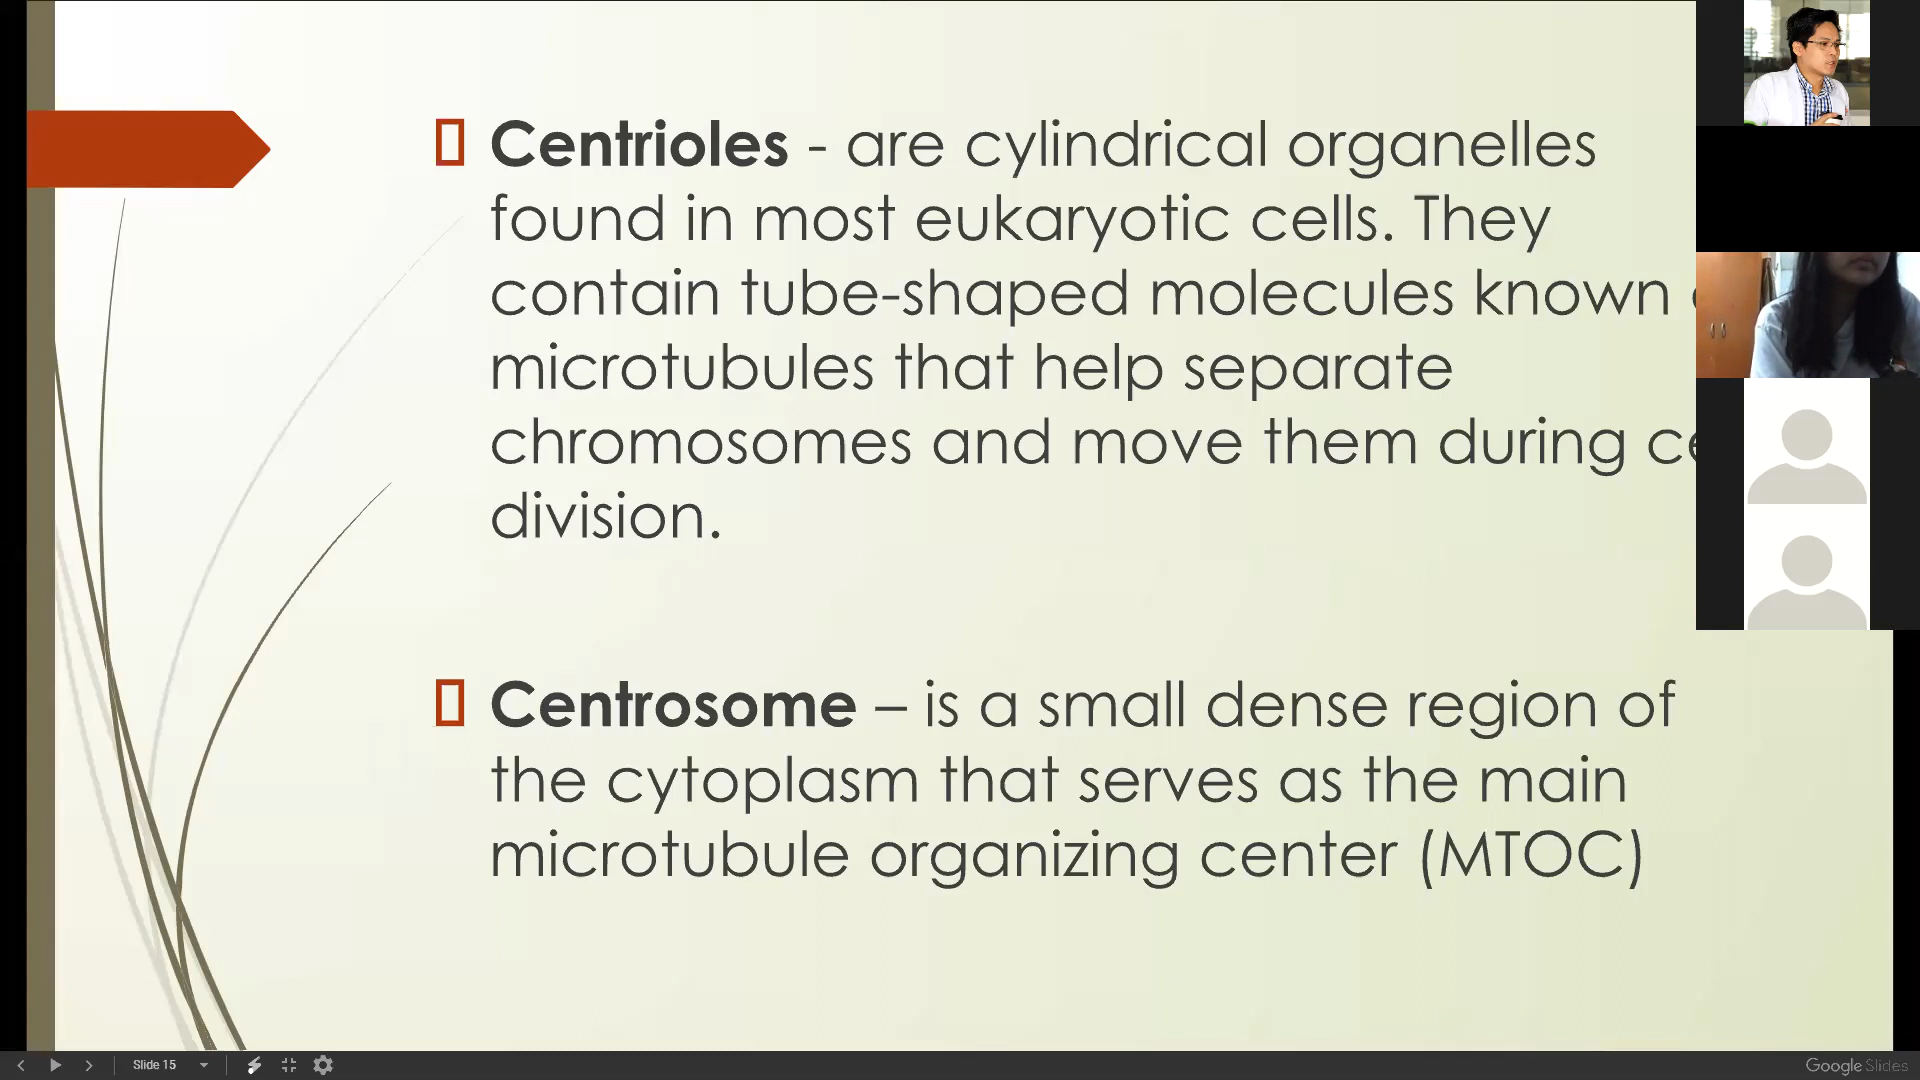 Centrioles - are cylindrical organelles
found in most eukaryotic cells. They
contain tube-shaped molecules known
microtubules that help separate
chromosomes and move them during
division.
Centrosome – is a small dense region of
the cytoplasm that serves as the main
microtubule organizing center (MTOC)
Slide 15
Google Slides